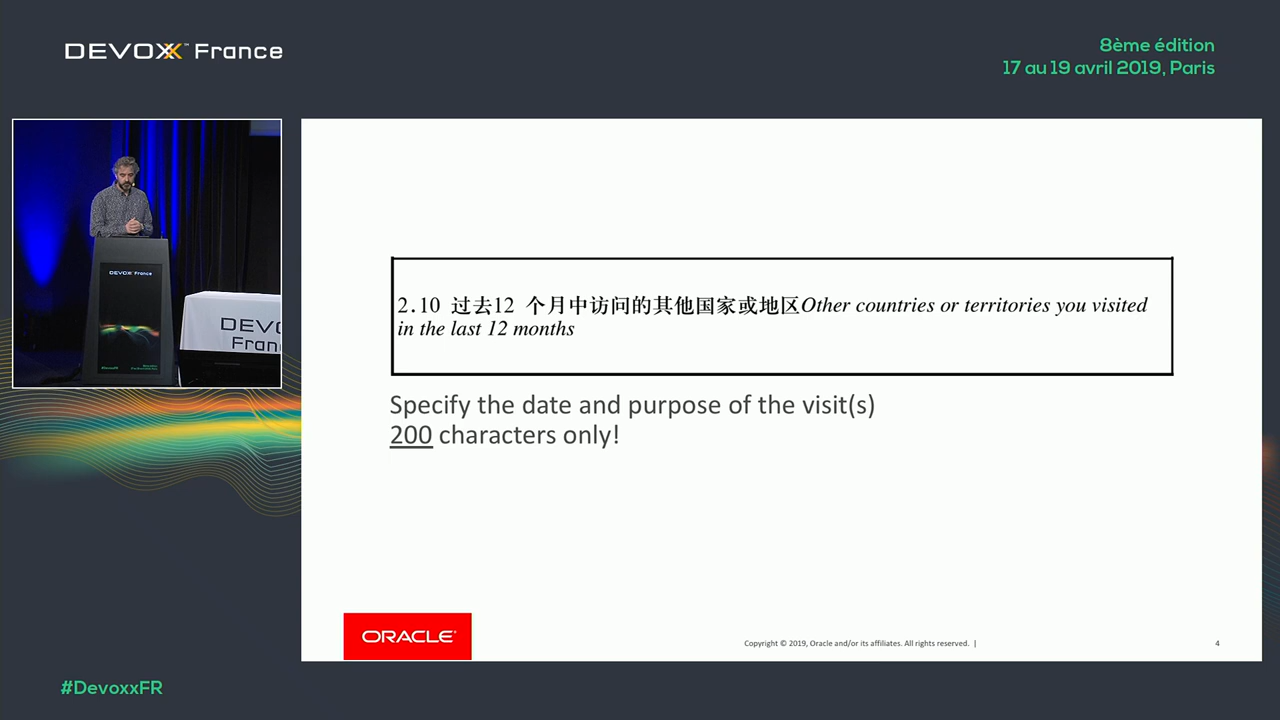 DEVOXX™ France
8ème édition
17 au 19 avril 2019, Paris
DEVOXX France
DEVO
Fran
2.10 过去12 个月中访问的其他国家或地区Other countries or territories you visited
in the last 12 months
Specify the date and purpose of the visit(s)
200 characters only!
ORACLE®
Copyright © 2019, Oracle and/or its affiliates. All rights reserved. |
4
#DevoxxFR